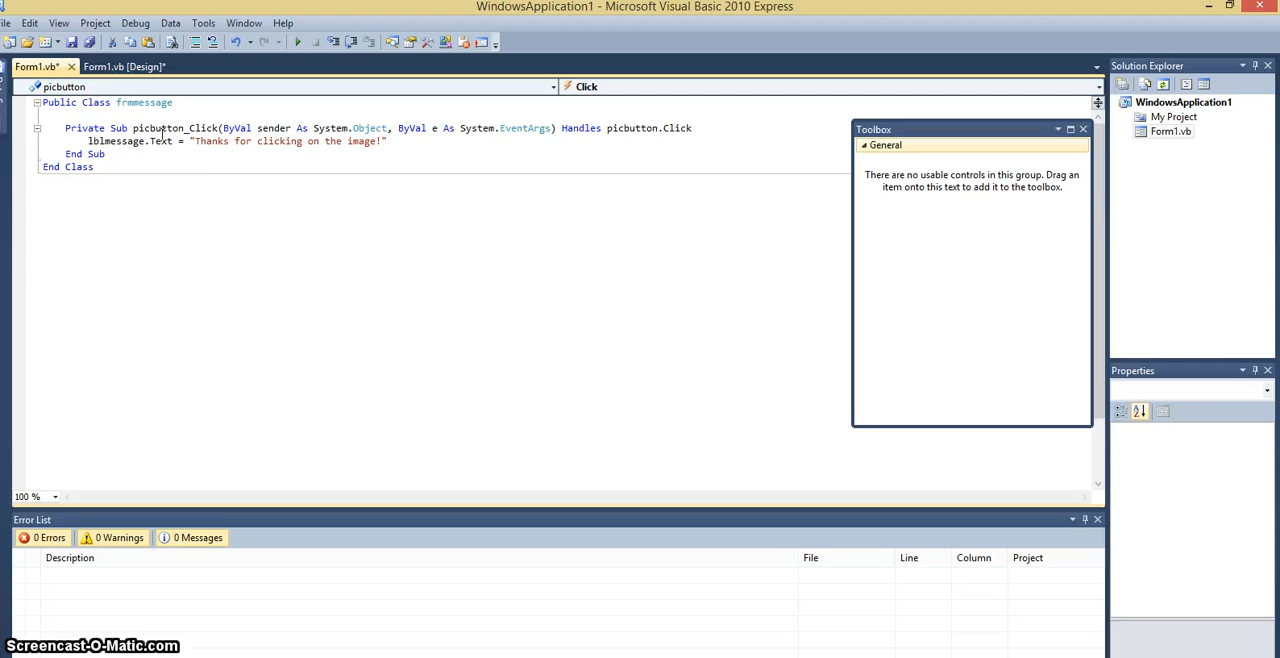 WindowsApplication1 - Microsoft Visual Basic 2010 Express
ile Edit View Project Debug Data Tools Window Help
Form1.vb* Form1.vb [Design]*
picbutton Click
Public Class frmmessage
Private Sub picbutton_Click(ByVal sender As System.Object, ByVal e As System.EventArgs) Handles picbutton.Click
lblmessage.Text = "Thanks for clicking on the image!"
End Sub
End Class
Toolbox
General
There are no usable controls in this group. Drag an
item onto this text to add it to the toolbox.
Solution Explorer
WindowsApplication1
My Project
Form1.vb
Properties
100 %
Error List
0 Errors 0 Warnings 0 Messages
Description File Line Column Project
Screencast-O-Matic.com